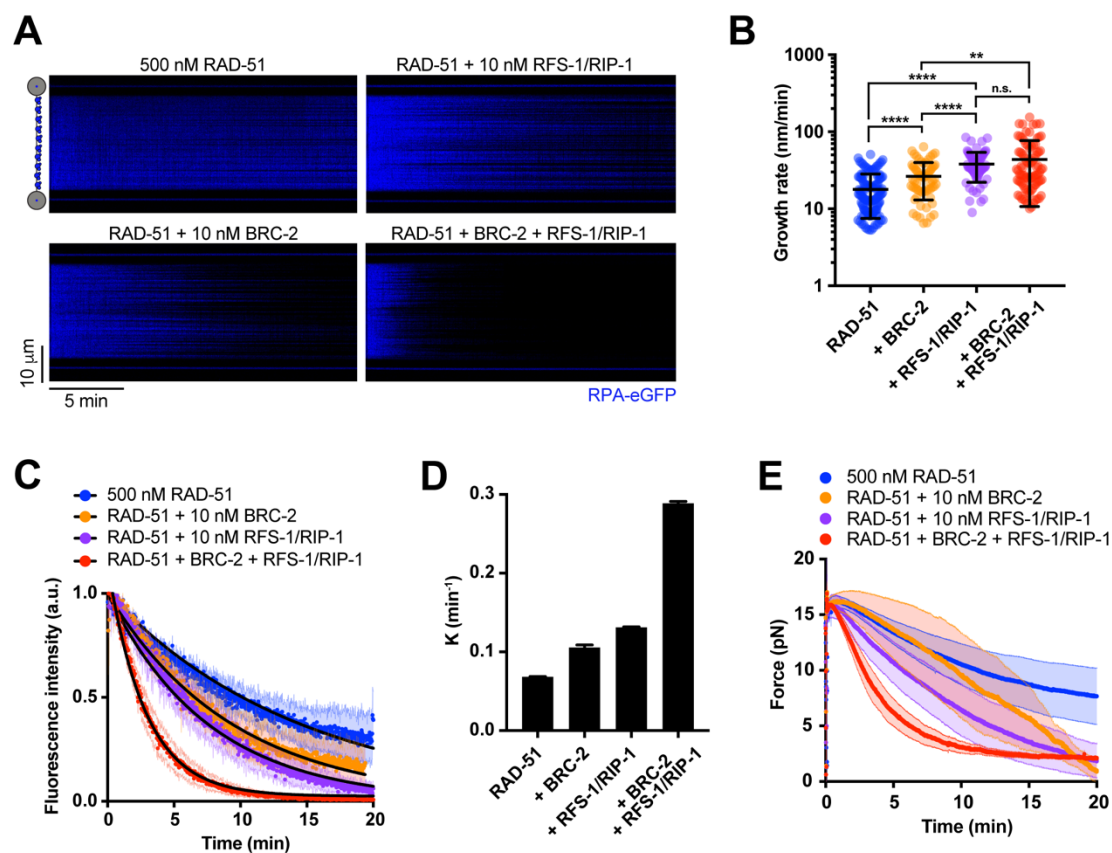 A
500 nM RAD-51
RAD-51 + 10 nM RFS-1/RIP-1
RAD-51 + 10 nM BRC-2
RAD-51 + BRC-2 + RFS-1/RIP-1
10 μm
5 min
RPA-eGFP
B
Growth rate (nm/min)
1000
100
10
1
****
****
****
**
n.s.
RAD-51
+ BRC-2
+ RFS-1/RIP-1
+ BRC-2
+ RFS-1/RIP-1
C
500 nM RAD-51
RAD-51 + 10 nM BRC-2
RAD-51 + 10 nM RFS-1/RIP-1
RAD-51 + BRC-2 + RFS-1/RIP-1
Fluorescence intensity (a.u.)
1.0
0.5
0.0
0
5
10
15
20
Time (min)
D
K (min⁻¹)
0.3
0.2
0.1
0.0
RAD-51
+ BRC-2
+ RFS-1/RIP-1
+ BRC-2
+ RFS-1/RIP-1
E
500 nM RAD-51
RAD-51 + 10 nM BRC-2
RAD-51 + 10 nM RFS-1/RIP-1
RAD-51 + BRC-2 + RFS-1/RIP-1
Force (pN)
20
15
10
5
0
0
5
10
15
20
Time (min)